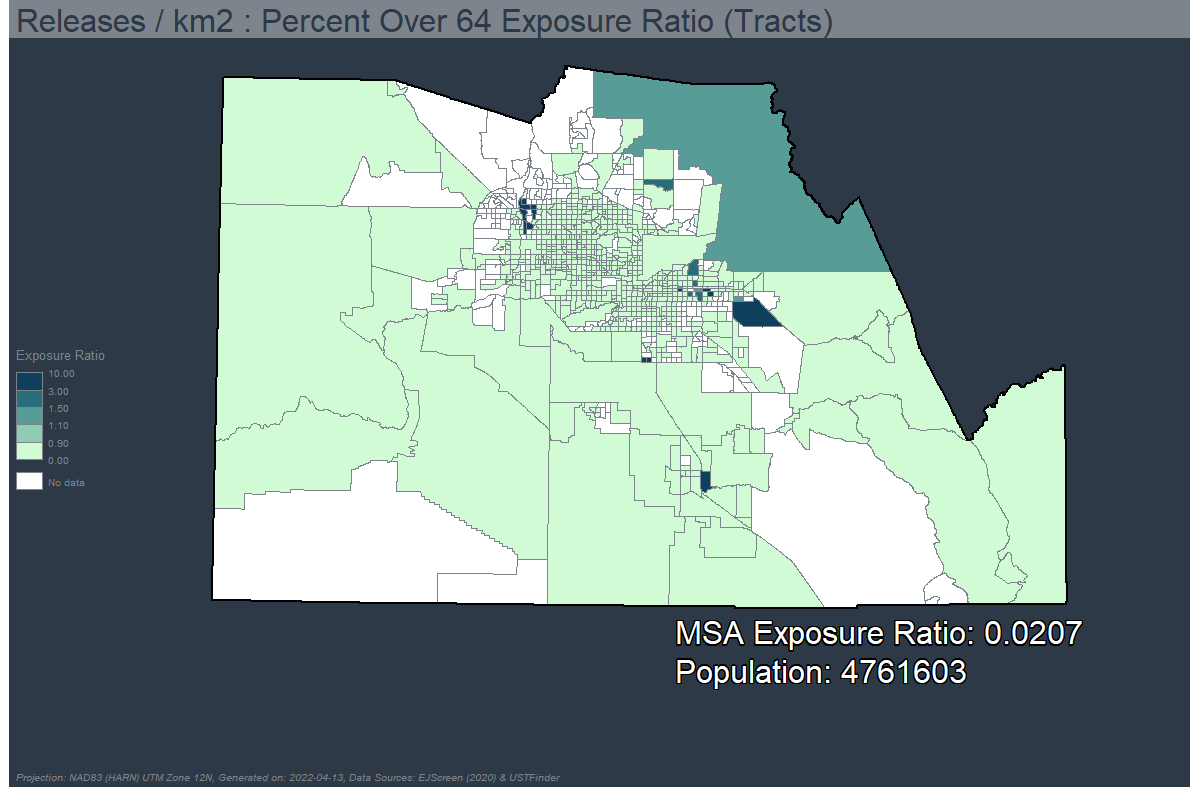 Releases / km2 : Percent Over 64 Exposure Ratio (Tracts)
Exposure Ratio
10.00
3.00
1.50
1.10
0.90
0.00
No data
MSA Exposure Ratio: 0.0207
Population: 4761603
Projection: NAD83 (HARN) UTM Zone 12N, Generated on: 2022-04-13, Data Sources: EJScreen (2020) & USTFinder